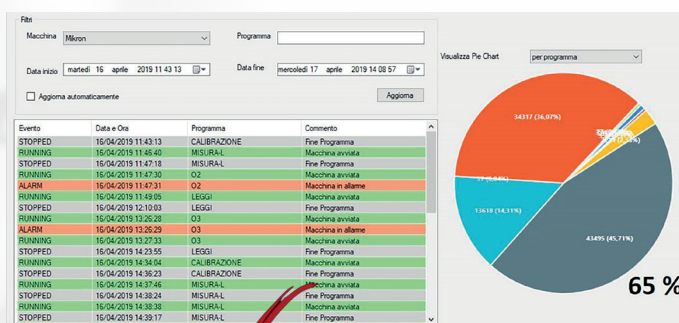 Filtri
Macchina Mikron Programma
Data inizio martedì 16 aprile 2019 11 43 13 Data fine mercoledì 17 aprile 2019 14 08 57
Aggiorna automaticamente Aggiorna
Visualizza Pie Chart per programma
Evento Data e Ora Programma Commento
STOPPED 16/04/2019 11:43:13 CALIBRAZIONE Fine Programma
RUNNING 16/04/2019 11:46:40 MISURA-L Macchina avviata
STOPPED 16/04/2019 11:47:18 MISURA-L Fine Programma
RUNNING 16/04/2019 11:47:30 O2 Macchina avviata
ALARM 16/04/2019 11:47:31 O2 Macchina in allarme
RUNNING 16/04/2019 11:49:05 LEGGI Macchina avviata
STOPPED 16/04/2019 12:10:03 LEGGI Fine Programma
RUNNING 16/04/2019 13:26:28 O3 Macchina avviata
ALARM 16/04/2019 13:26:29 O3 Macchina in allarme
RUNNING 16/04/2019 13:27:33 O3 Macchina avviata
STOPPED 16/04/2019 14:23:55 LEGGI Fine Programma
RUNNING 16/04/2019 14:34:04 CALIBRAZIONE Macchina avviata
STOPPED 16/04/2019 14:36:23 CALIBRAZIONE Fine Programma
RUNNING 16/04/2019 14:37:46 MISURA-L Macchina avviata
STOPPED 16/04/2019 14:38:24 MISURA-L Fine Programma
RUNNING 16/04/2019 14:38:38 MISURA-L Macchina avviata
STOPPED 16/04/2019 14:39:17 MISURA-L Fine Programma
34317 (36,07%)
13618 (14,31%)
43495 (45,71%)
65 %